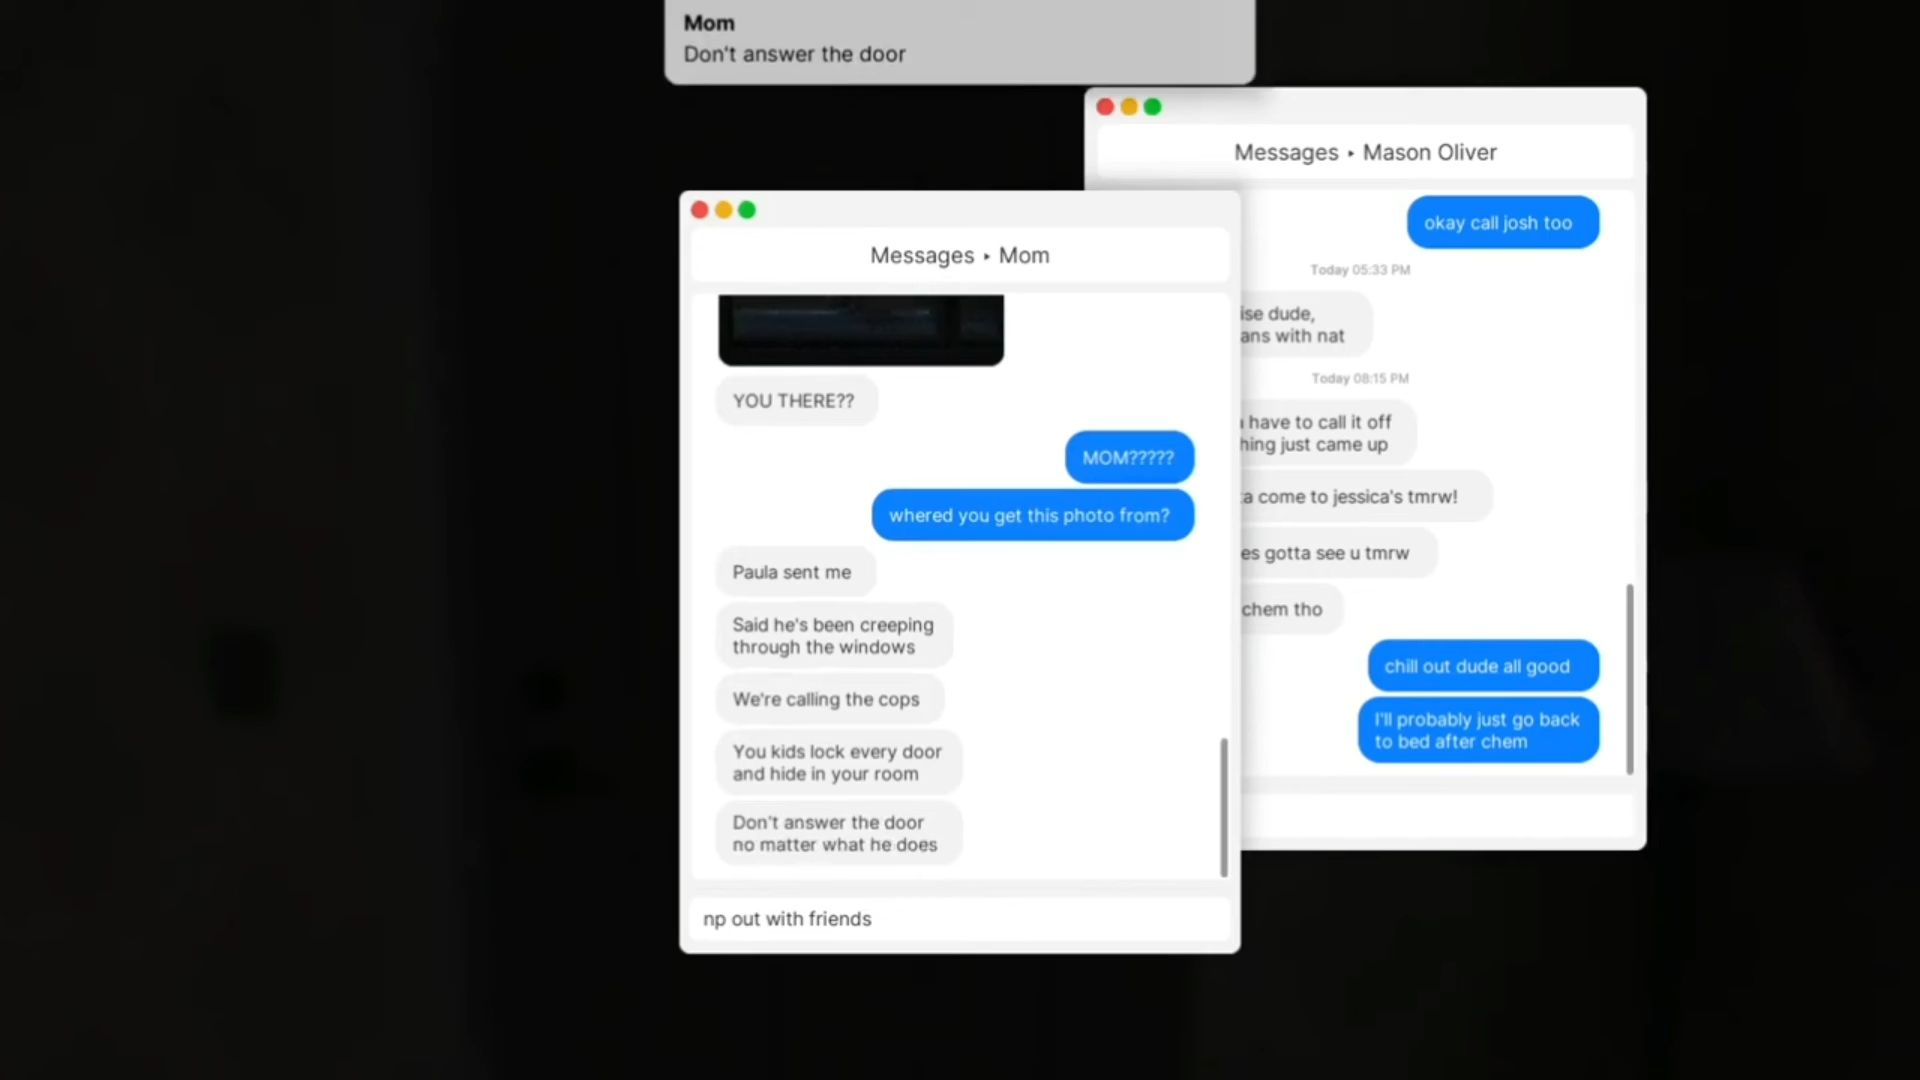 Mom
Don't answer the door
Messages ‣ Mason Oliver
okay call josh too
Today 05:33 PM
dude,
with nat
Today 08:15 PM
have to call it off
just came up
come to jessica's tmrw!
gotta see u tmrw
chem tho
chill out dude all good
I'll probably just go back
to bed after chem
Messages ‣ Mom
YOU THERE??
MOM?????
whered you get this photo from?
Paula sent me
Said he's been creeping
through the windows
We're calling the cops
You kids lock every door
and hide in your room
Don't answer the door
no matter what he does
np out with friends